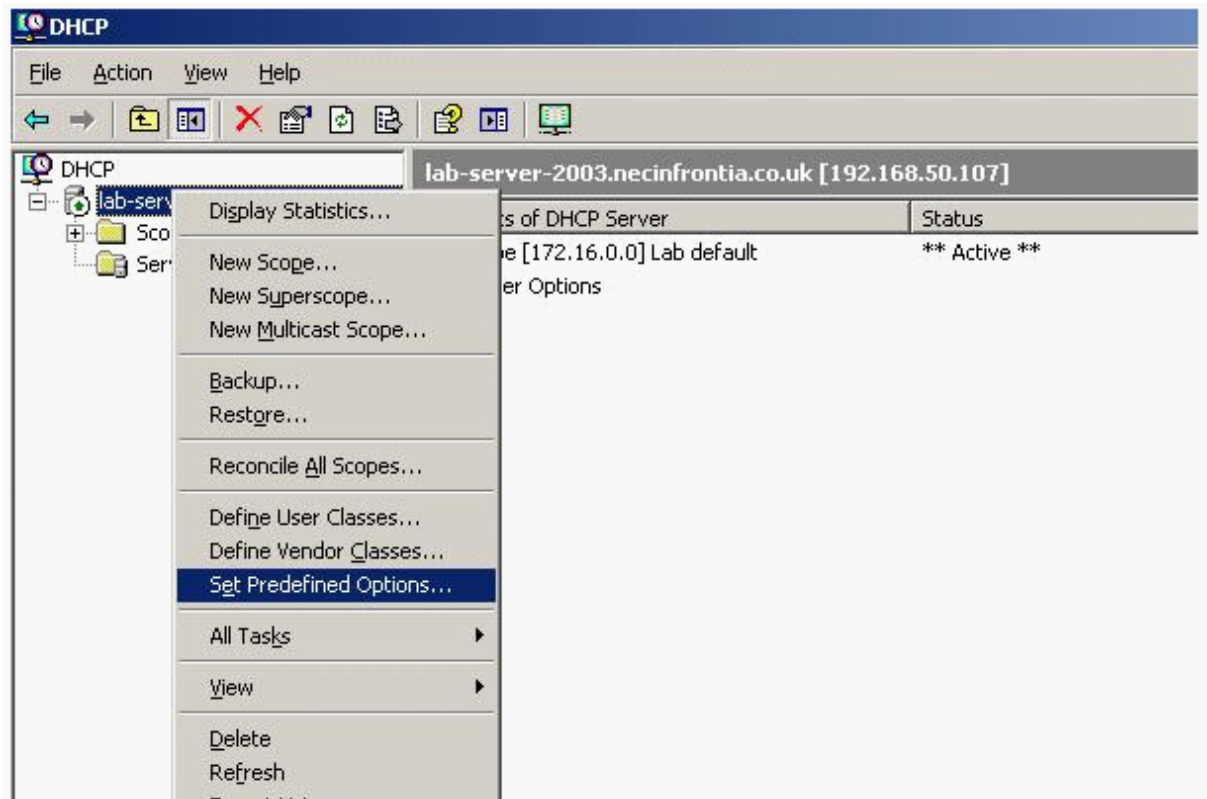 DHCP
File Action View Help
DHCP
lab-server-2003.necinfrontia.co.uk [192.168.50.107]
lab-serv
Display Statistics...
ts of DHCP Server Status
Sco
New Scope...
pe [172.16.0.0] Lab default ** Active **
Ser
New Superscope...
er Options
New Multicast Scope...
Backup...
Restore...
Reconcile All Scopes...
Define User Classes...
Define Vendor Classes...
Set Predefined Options...
All Tasks
View
Delete
Refresh